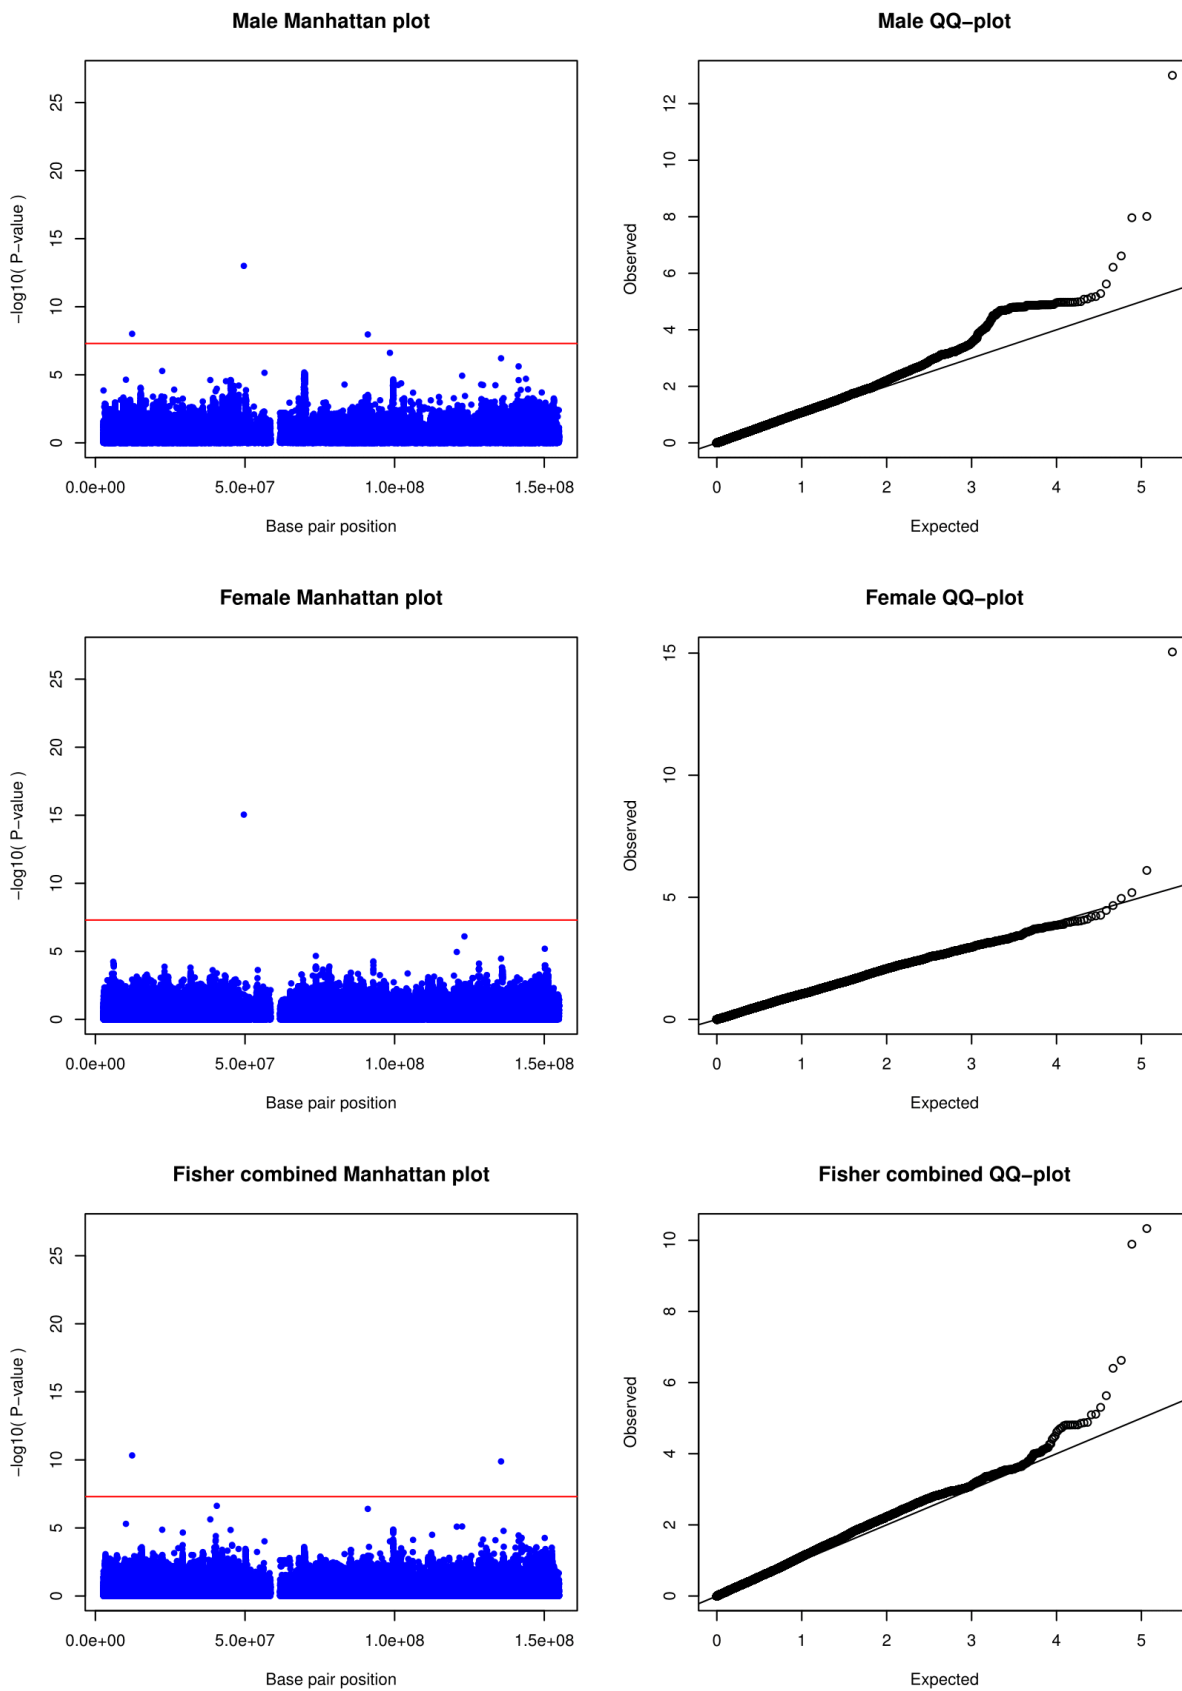 Male Manhattan plot
−log10( P−value )
25
20
15
10
5
0
0.0e+00 5.0e+07 1.0e+08 1.5e+08
Base pair position
Male QQ−plot
Observed
12
10
8
6
4
2
0
0 1 2 3 4 5
Expected
Female Manhattan plot
−log10( P−value )
25
20
15
10
5
0
0.0e+00 5.0e+07 1.0e+08 1.5e+08
Base pair position
Female QQ−plot
Observed
15
10
5
0
0 1 2 3 4 5
Expected
Fisher combined Manhattan plot
−log10( P−value )
25
20
15
10
5
0
0.0e+00 5.0e+07 1.0e+08 1.5e+08
Base pair position
Fisher combined QQ−plot
Observed
10
8
6
4
2
0
0 1 2 3 4 5
Expected